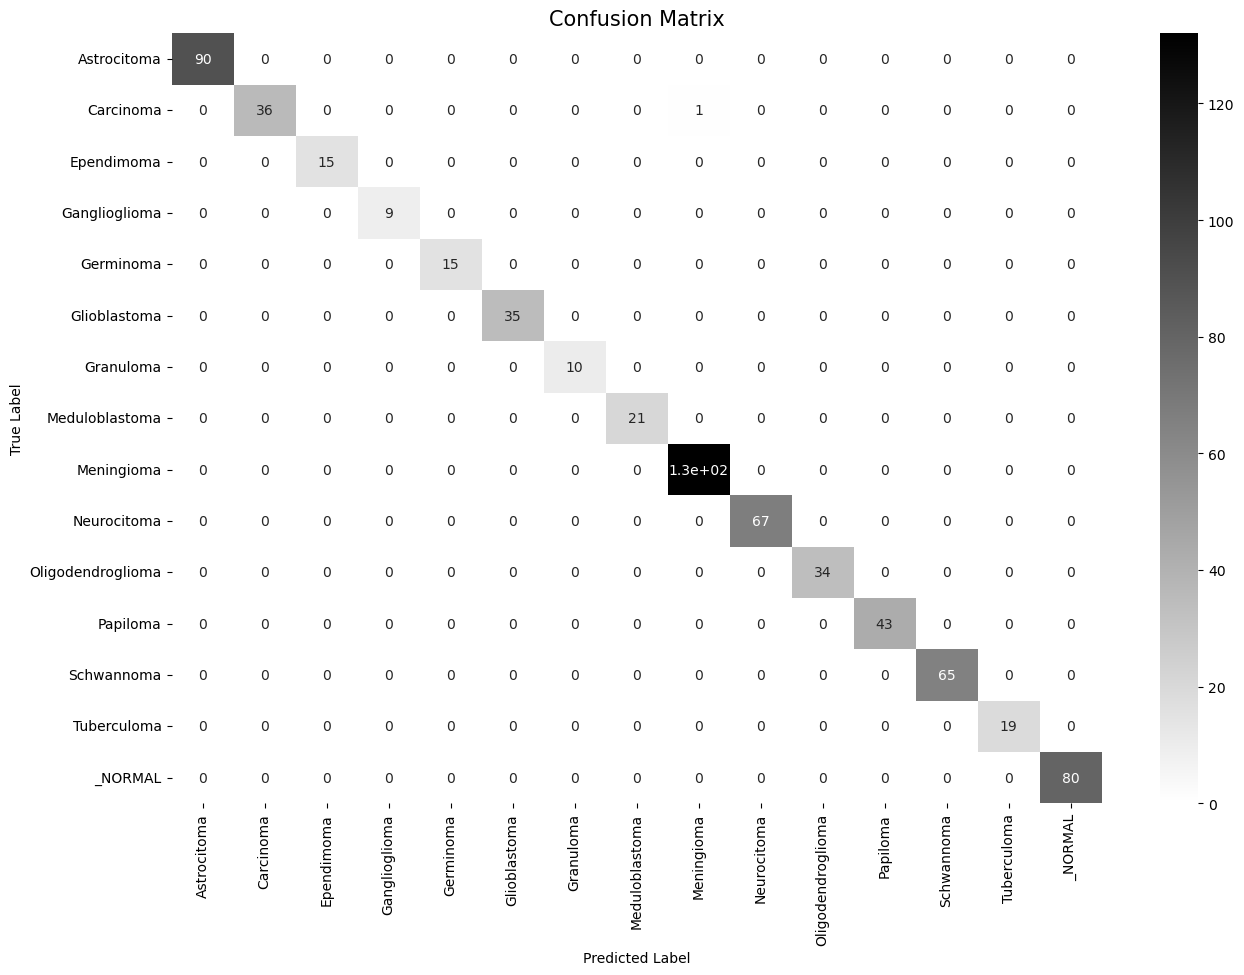 Confusion Matrix
True Label
Astrocitoma 90 0 0 0 0 0 0 0 0 0 0 0 0 0 0
Carcinoma 0 36 0 0 0 0 0 0 1 0 0 0 0 0 0
Ependimoma 0 0 15 0 0 0 0 0 0 0 0 0 0 0 0
Ganglioglioma 0 0 0 9 0 0 0 0 0 0 0 0 0 0 0
Germinoma 0 0 0 0 15 0 0 0 0 0 0 0 0 0 0
Glioblastoma 0 0 0 0 0 35 0 0 0 0 0 0 0 0 0
Granuloma 0 0 0 0 0 0 10 0 0 0 0 0 0 0 0
Meduloblastoma 0 0 0 0 0 0 0 21 0 0 0 0 0 0 0
Meningioma 0 0 0 0 0 0 0 0 1.3e+02 0 0 0 0 0 0
Neurocitoma 0 0 0 0 0 0 0 0 0 67 0 0 0 0 0
Oligodendroglioma 0 0 0 0 0 0 0 0 0 0 34 0 0 0 0
Papiloma 0 0 0 0 0 0 0 0 0 0 0 43 0 0 0
Schwannoma 0 0 0 0 0 0 0 0 0 0 0 0 65 0 0
Tuberculoma 0 0 0 0 0 0 0 0 0 0 0 0 0 19 0
_NORMAL 0 0 0 0 0 0 0 0 0 0 0 0 0 0 80
Astrocitoma
Carcinoma
Ependimoma
Ganglioglioma
Germinoma
Glioblastoma
Granuloma
Meduloblastoma
Meningioma
Neurocitoma
Oligodendroglioma
Papiloma
Schwannoma
Tuberculoma
_NORMAL
Predicted Label
120
100
80
60
40
20
0